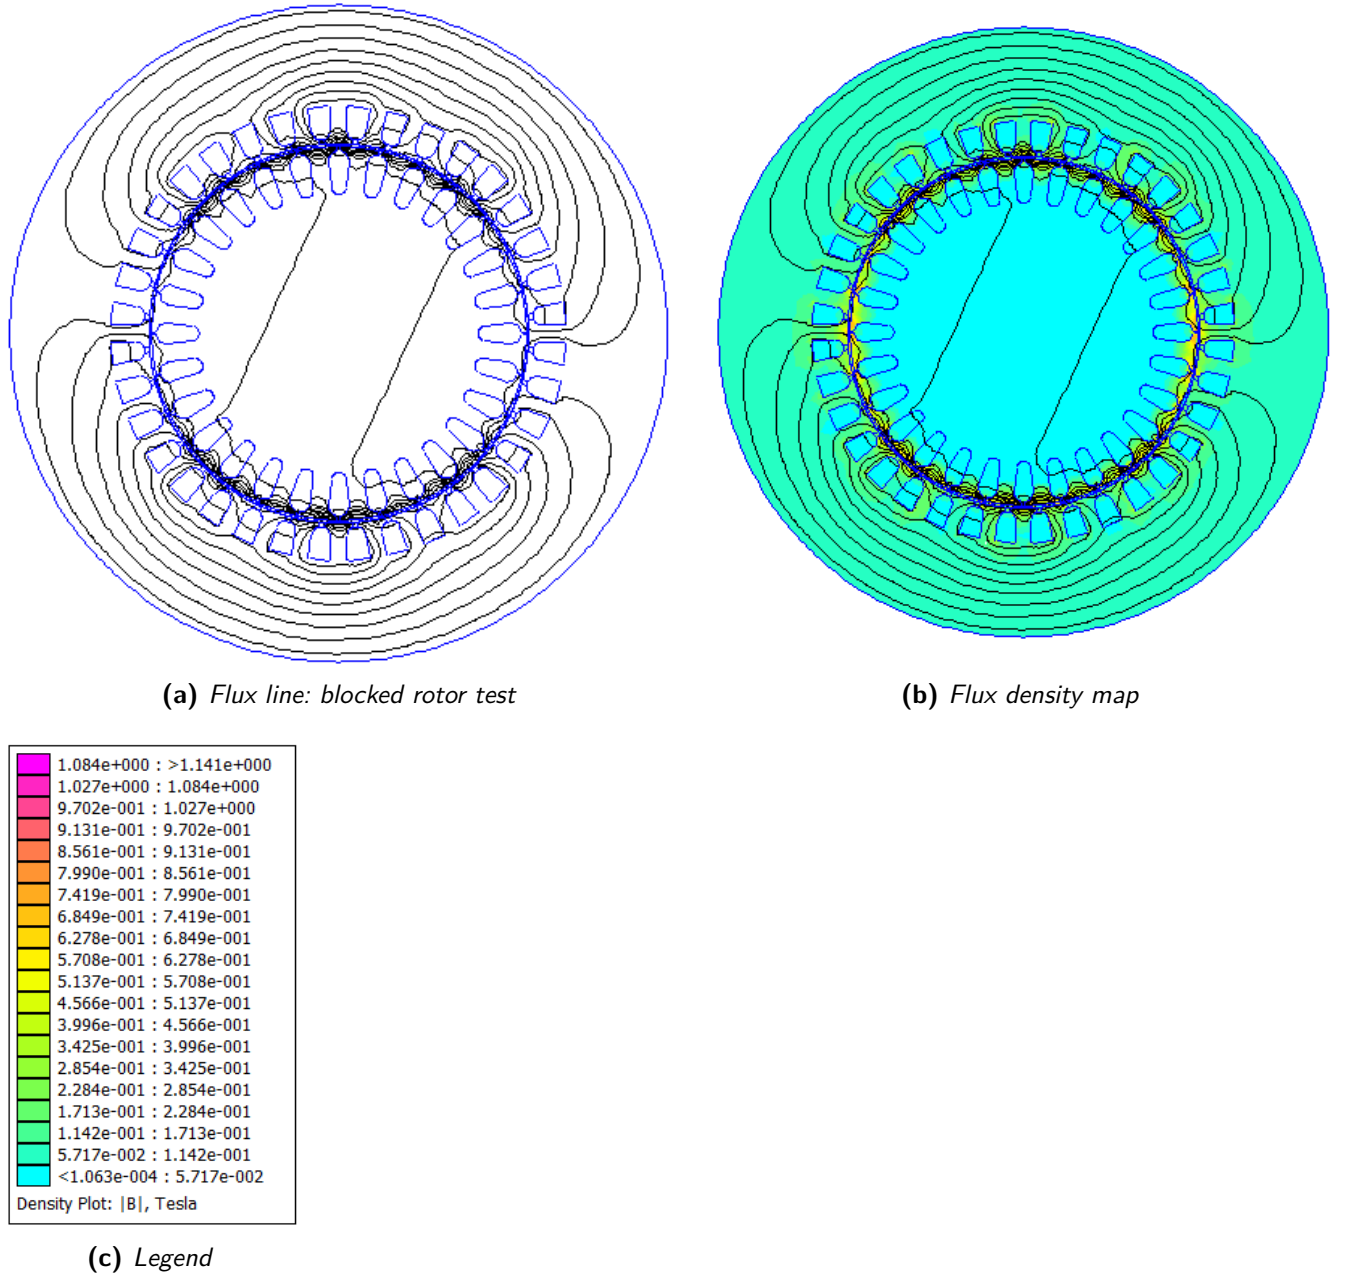 (a) Flux line: blocked rotor test
(b) Flux density map
1.084e+000 : >1.141e+000
1.027e+000 : 1.084e+000
9.702e-001 : 1.027e+000
9.131e-001 : 9.702e-001
8.561e-001 : 9.131e-001
7.990e-001 : 8.561e-001
7.419e-001 : 7.990e-001
6.849e-001 : 7.419e-001
6.278e-001 : 6.849e-001
5.708e-001 : 6.278e-001
5.137e-001 : 5.708e-001
4.566e-001 : 5.137e-001
3.996e-001 : 4.566e-001
3.425e-001 : 3.996e-001
2.854e-001 : 3.425e-001
2.284e-001 : 2.854e-001
1.713e-001 : 2.284e-001
1.142e-001 : 1.713e-001
5.717e-002 : 1.142e-001
<1.063e-004 : 5.717e-002
Density Plot: |B|, Tesla
(c) Legend